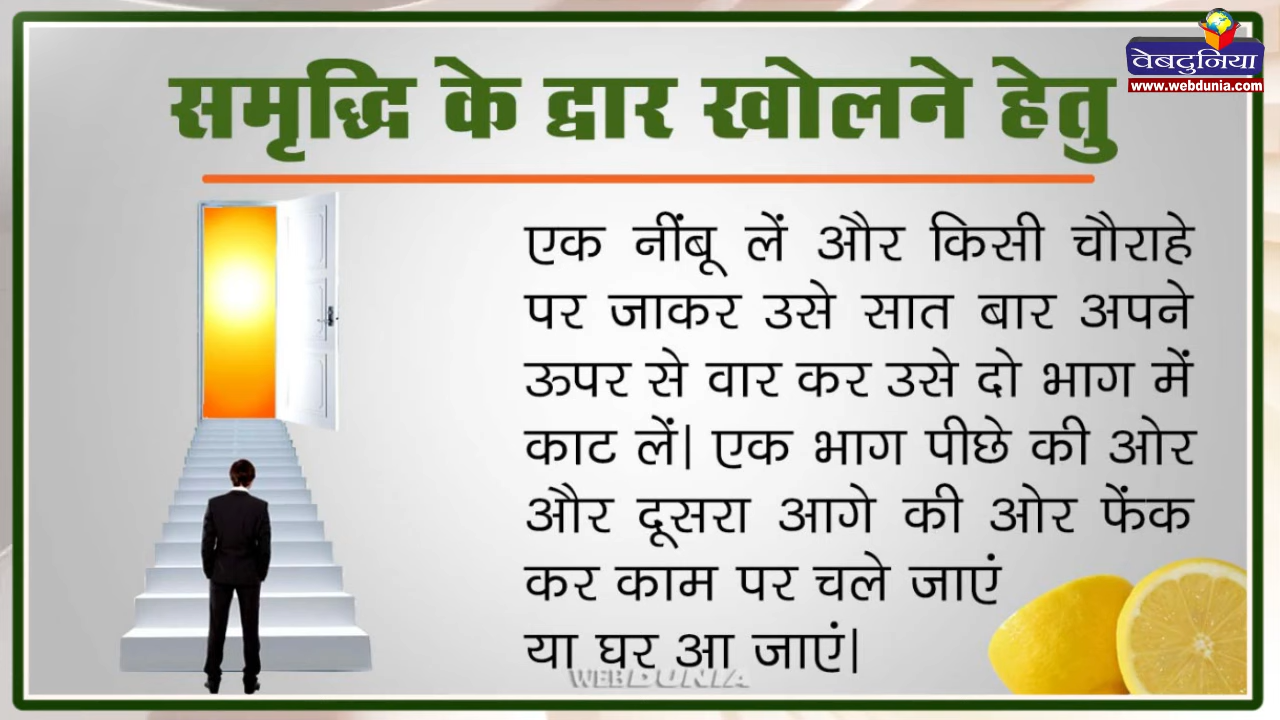 वेबदुनिया
www.webdunia.com
समृद्धि के द्वार खोलने हेतु
एक नींबू लें और किसी चौराहे
पर जाकर उसे सात बार अपने
ऊपर से वार कर उसे दो भाग में
काट लें| एक भाग पीछे की ओर
और दूसरा आगे की ओर फेंक
कर काम पर चले जाएं
या घर आ जाएं|
WEBDUNIA